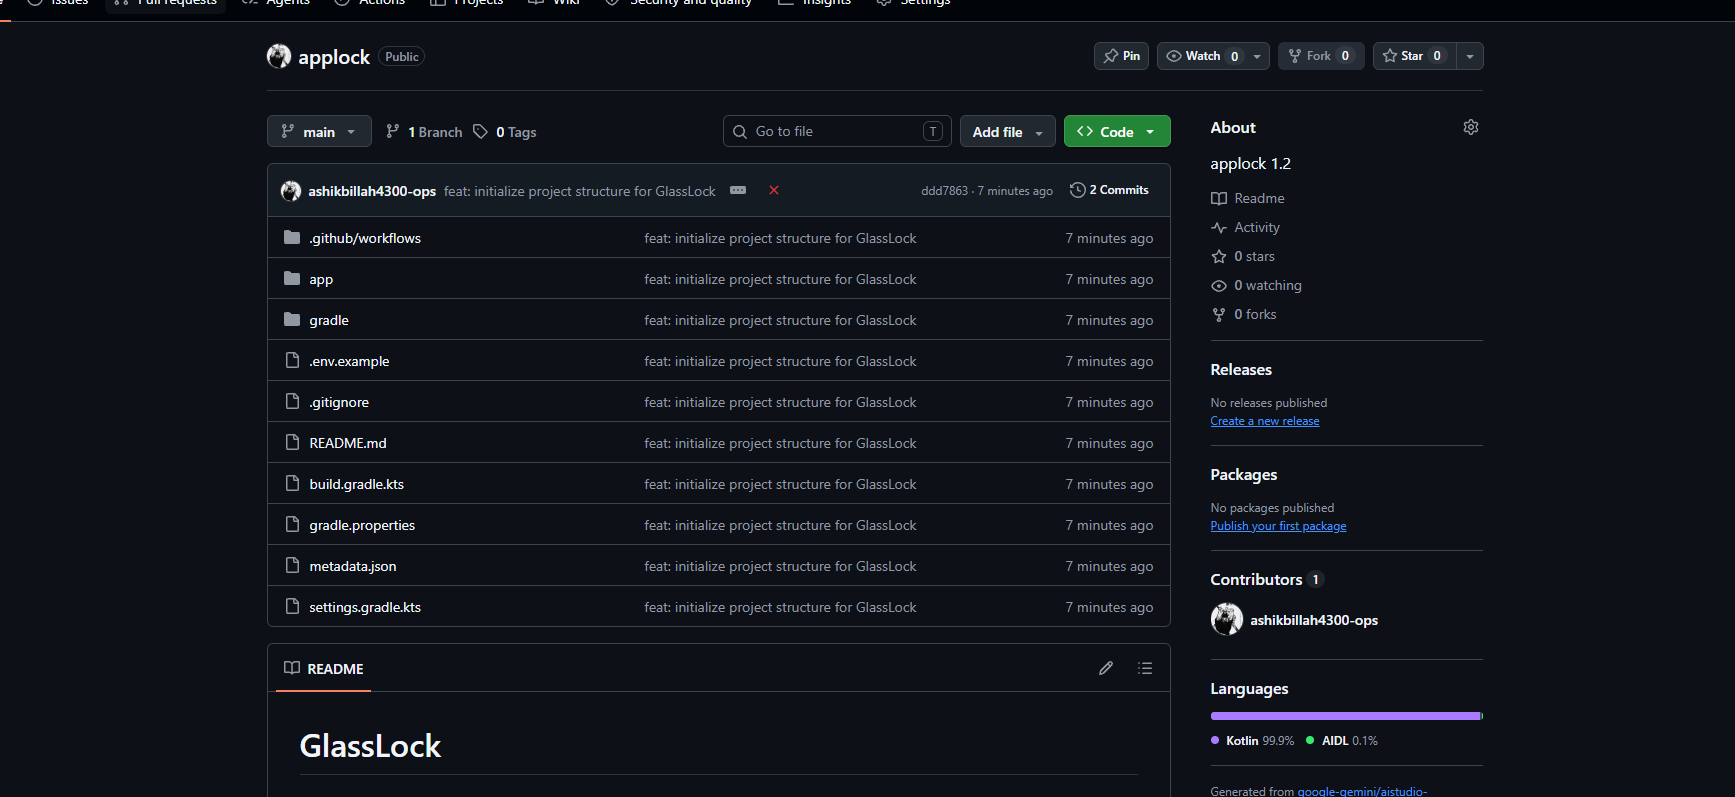 Issues Pull requests Agents Actions Projects Wiki Security and quality Insights Settings
applock Public
Pin Watch 0 Fork 0 Star 0
main 1 Branch 0 Tags Go to file T Add file Code
ashikbillah4300-ops feat: initialize project structure for GlassLock ddd7863 · 7 minutes ago 2 Commits
.github/workflows feat: initialize project structure for GlassLock 7 minutes ago
app feat: initialize project structure for GlassLock 7 minutes ago
gradle feat: initialize project structure for GlassLock 7 minutes ago
.env.example feat: initialize project structure for GlassLock 7 minutes ago
.gitignore feat: initialize project structure for GlassLock 7 minutes ago
README.md feat: initialize project structure for GlassLock 7 minutes ago
build.gradle.kts feat: initialize project structure for GlassLock 7 minutes ago
gradle.properties feat: initialize project structure for GlassLock 7 minutes ago
metadata.json feat: initialize project structure for GlassLock 7 minutes ago
settings.gradle.kts feat: initialize project structure for GlassLock 7 minutes ago
README
GlassLock
About
applock 1.2
Readme
Activity
0 stars
0 watching
0 forks
Releases
No releases published
Create a new release
Packages
No packages published
Publish your first package
Contributors 1
ashikbillah4300-ops
Languages
Kotlin 99.9% AIDL 0.1%
Generated from google-gemini/aistudio-